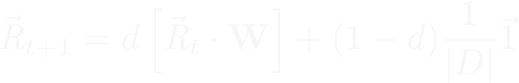 $\vec{R}_{t+1} = d\left[\vec{R}_t \cdot \mathbf{W}\right] + (1-d)\frac{1}{|D|}\vec{1}$